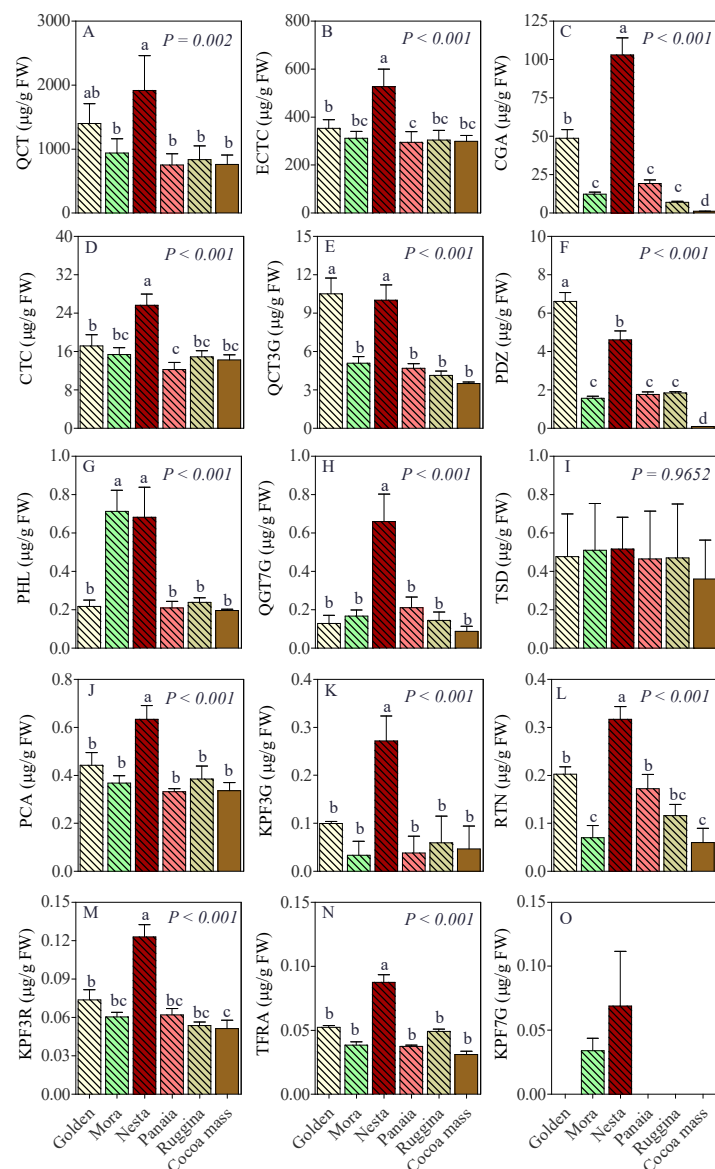 A
P = 0.002
QCT (µg/g FW)
3000
2000
1000
0
ab
b
a
b
b
b
B
P < 0.001
ECTC (µg/g FW)
800
600
400
200
0
b
bc
a
c
bc
bc
C
P < 0.001
CGA (µg/g FW)
125
100
75
50
25
0
b
c
a
c
c
d
D
P < 0.001
CTC (µg/g FW)
40
32
24
16
8
0
b
bc
a
c
bc
bc
E
P < 0.001
QCT3G (µg/g FW)
15
12
9
6
3
0
a
b
a
b
b
b
F
P < 0.001
PDZ (µg/g FW)
8
6
4
2
0
a
c
b
c
c
d
G
P < 0.001
PHL (µg/g FW)
1.0
0.8
0.6
0.4
0.2
0.0
b
a
a
b
b
b
H
P < 0.001
QGT7G (µg/g FW)
1.0
0.8
0.6
0.4
0.2
0.0
b
b
a
b
b
b
I
P = 0.9652
TSD (µg/g FW)
1.0
0.8
0.6
0.4
0.2
0.0
J
P < 0.001
PCA (µg/g FW)
0.8
0.6
0.4
0.2
0.0
b
b
a
b
b
b
K
P < 0.001
KPF3G (µg/g FW)
0.4
0.3
0.2
0.1
0.0
b
b
a
b
b
b
L
P < 0.001
RTN (µg/g FW)
0.4
0.3
0.2
0.1
0.0
b
c
a
b
bc
c
M
P < 0.001
KPF3R (µg/g FW)
0.15
0.12
0.09
0.06
0.03
0.00
b
bc
a
bc
bc
c
Golden
Mora
Nesta
Panaia
Ruggina
Cocoa mass
N
P < 0.001
TFRA (µg/g FW)
0.15
0.10
0.05
0.00
b
b
a
b
b
b
Golden
Mora
Nesta
Panaia
Ruggina
Cocoa mass
O
KPF7G (µg/g FW)
0.15
0.10
0.05
0.00
Golden
Mora
Nesta
Panaia
Ruggina
Cocoa mass